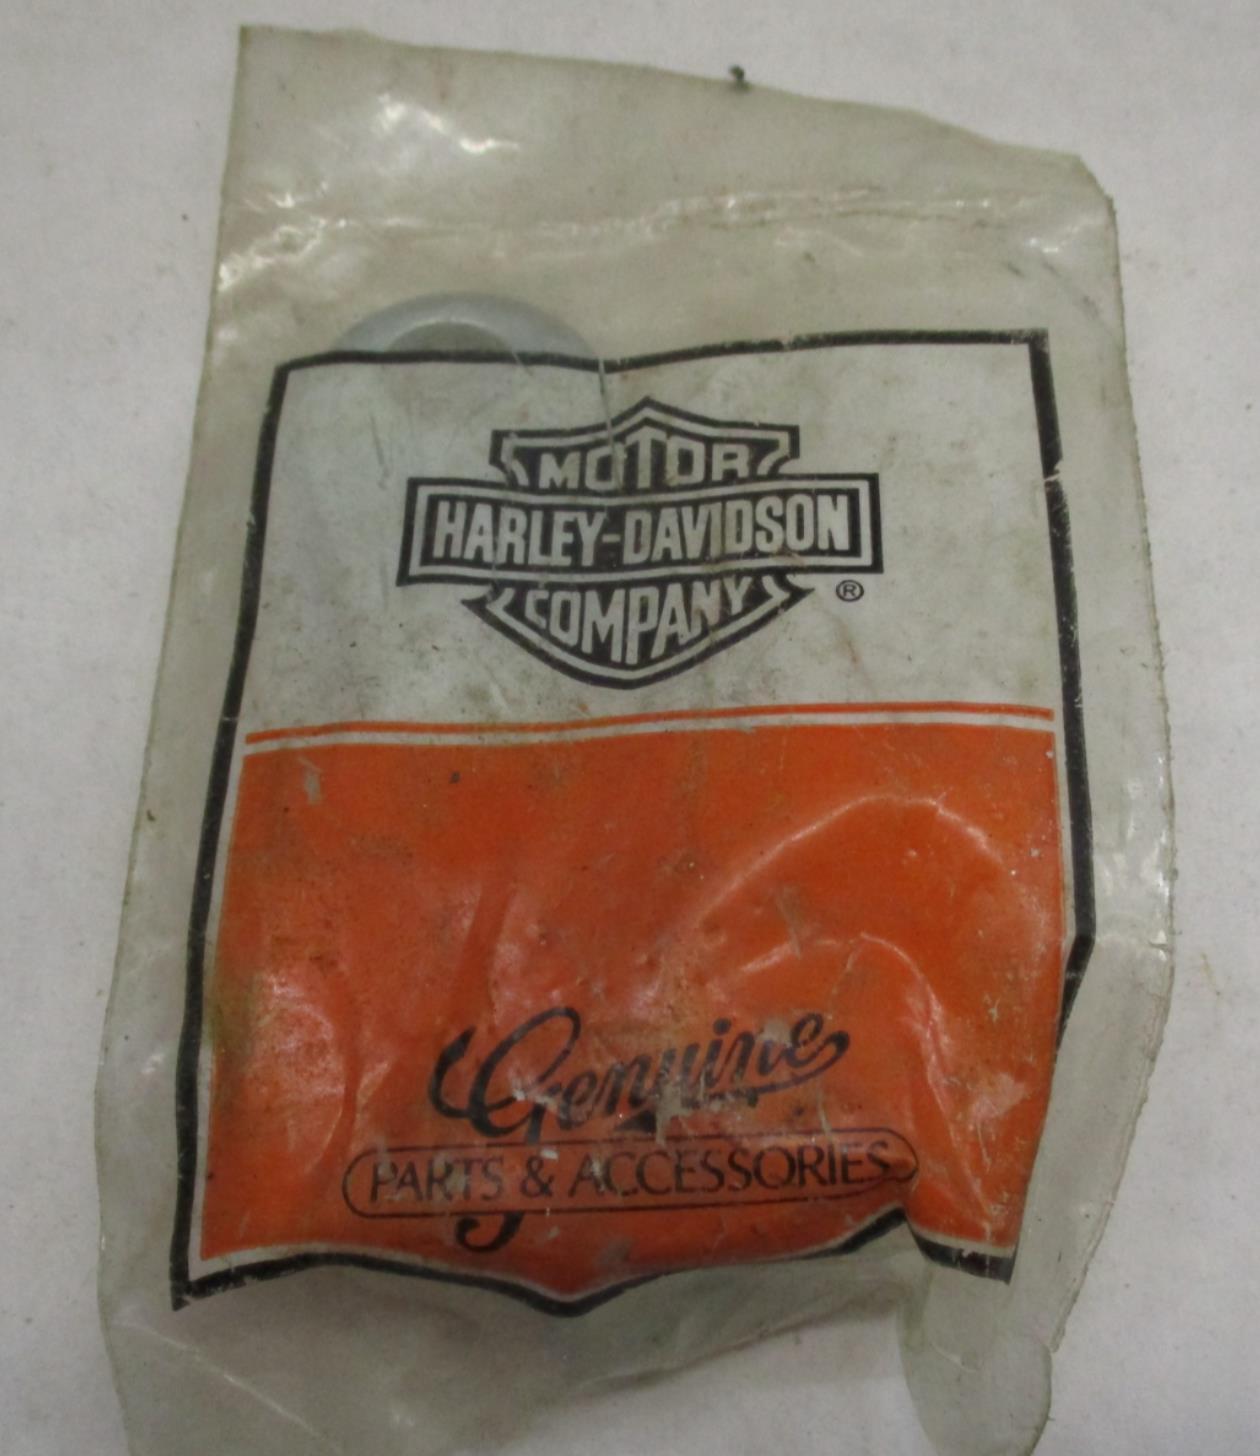 MOTOR
HARLEY-DAVIDSON
COMPANY
®
Genuine
PARTS & ACCESSORIES